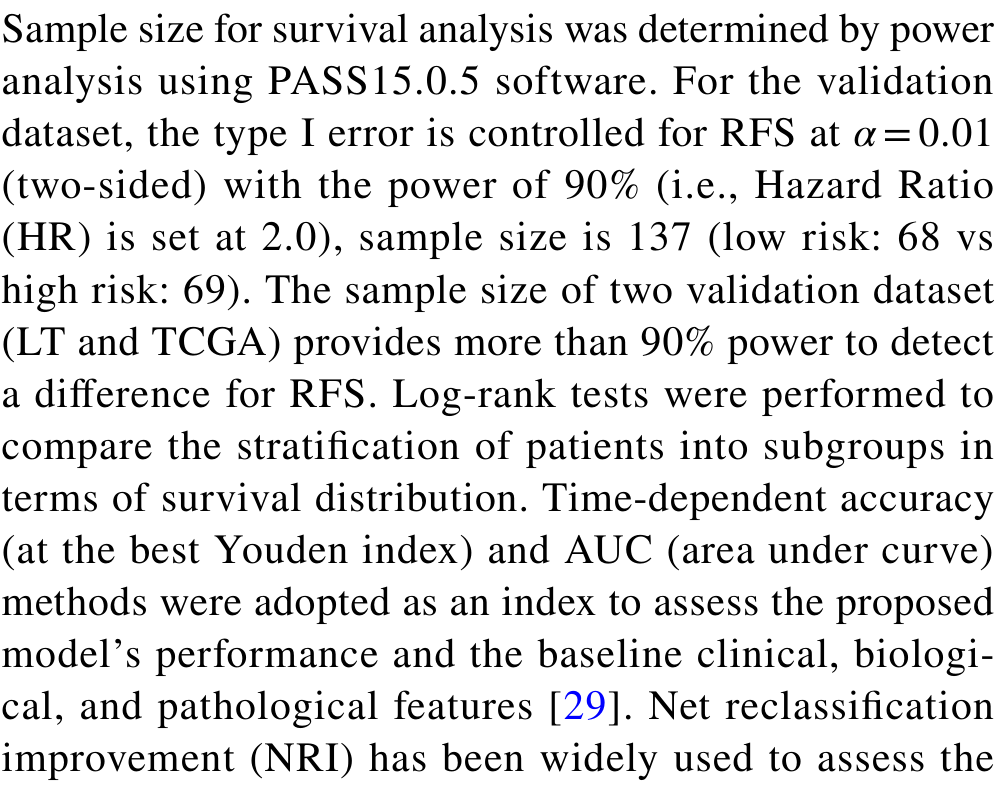 Sample size for survival analysis was determined by power
analysis using PASS15.0.5 software. For the validation
dataset, the type I error is controlled for RFS at α = 0.01
(two-sided) with the power of 90% (i.e., Hazard Ratio
(HR) is set at 2.0), sample size is 137 (low risk: 68 vs
high risk: 69). The sample size of two validation dataset
(LT and TCGA) provides more than 90% power to detect
a difference for RFS. Log-rank tests were performed to
compare the stratification of patients into subgroups in
terms of survival distribution. Time-dependent accuracy
(at the best Youden index) and AUC (area under curve)
methods were adopted as an index to assess the proposed
model’s performance and the baseline clinical, biologi-
cal, and pathological features [29]. Net reclassification
improvement (NRI) has been widely used to assess the